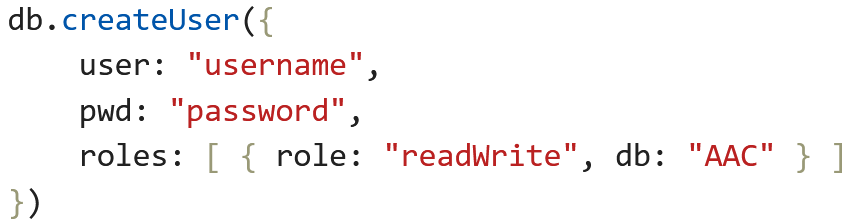 db.createUser({
    user: "username",
    pwd: "password",
    roles: [ { role: "readWrite", db: "AAC" } ]
})